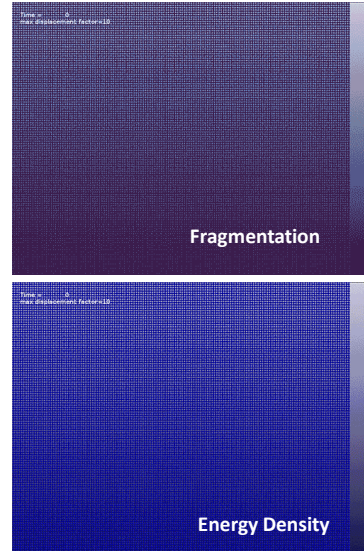 Time = 0
max displacement factor=10
Fragmentation
Time = 0
max displacement factor=10
Energy Density